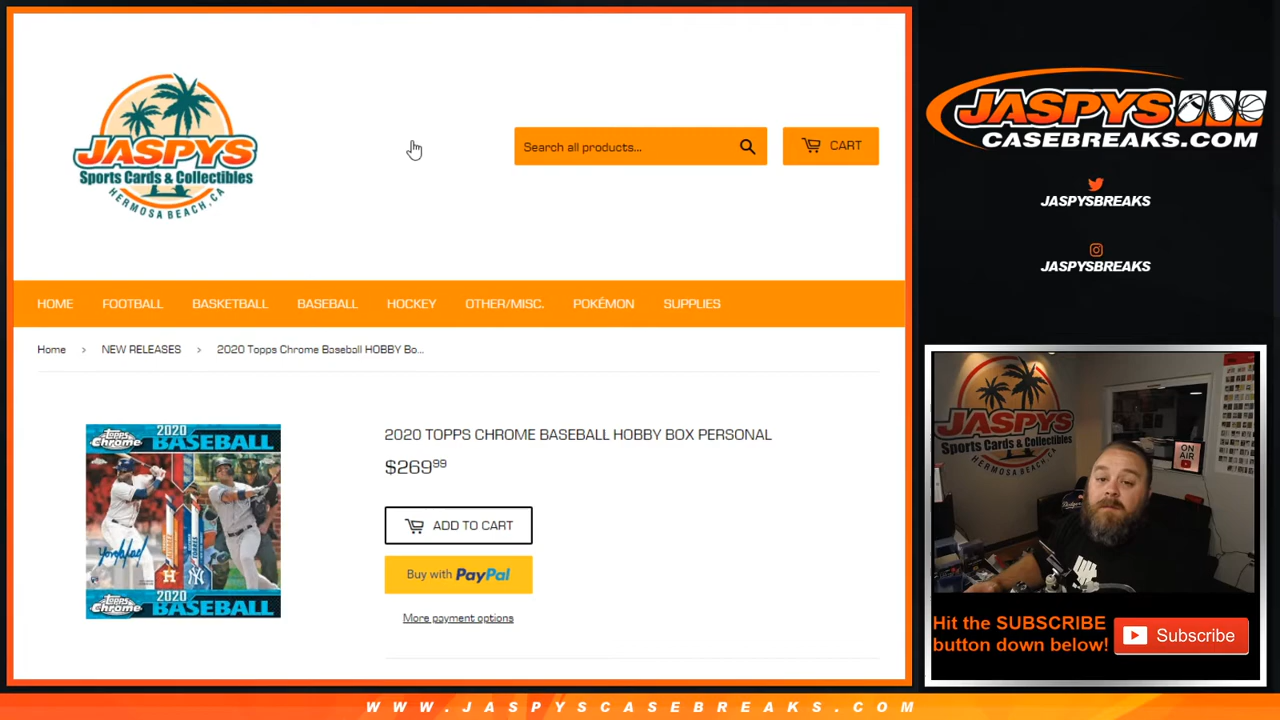 JASPYS
Sports Cards & Collectibles
HERMOSA BEACH, CA
Search all products...
CART
HOME
FOOTBALL
BASKETBALL
BASEBALL
HOCKEY
OTHER/MISC.
POKÉMON
SUPPLIES
Home › NEW RELEASES › 2020 Topps Chrome Baseball HOBBY Bo...
Topps Chrome 2020 BASEBALL
Topps Chrome 2020 BASEBALL
2020 TOPPS CHROME BASEBALL HOBBY BOX PERSONAL
$269⁹⁹
ADD TO CART
Buy with PayPal
More payment options
JASPYS
CASEBREAKS.COM
JASPYSBREAKS
JASPYSBREAKS
JASPYS
Sports Cards & Collectibles
HERMOSA BEACH, CA
ON
AIR
Dodgers
Hit the SUBSCRIBE
button down below!
Subscribe
WWW.JASPYSCASEBREAKS.COM